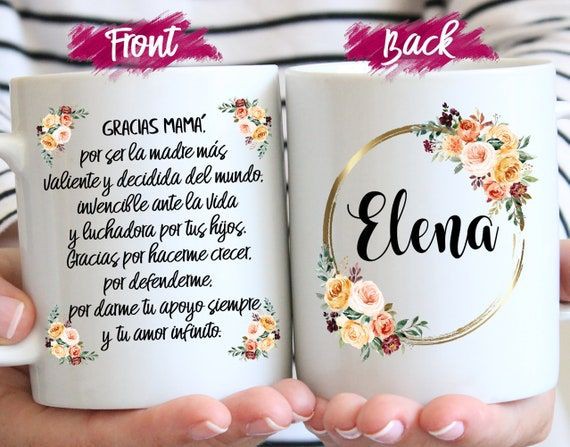 Front
Back
GRACIAS MAMÁ,
por ser la madre más
valiente y decidida del mundo,
invencible ante la vida
y luchadora por tus hijos.
Gracias por hacerme crecer,
por defenderme,
por darme tu apoyo siempre
y tu amor infinito.
Elena